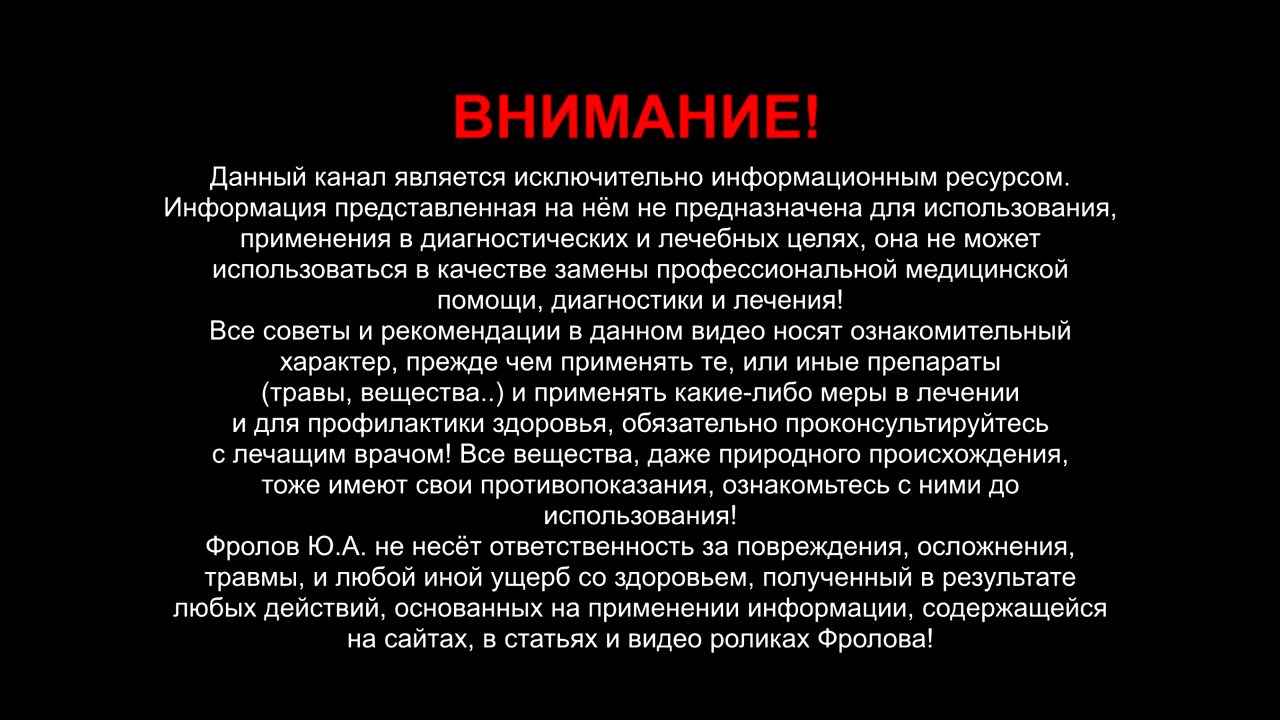 ВНИМАНИЕ!
Данный канал является исключительно информационным ресурсом.
Информация представленная на нём не предназначена для использования,
применения в диагностических и лечебных целях, она не может
использоваться в качестве замены профессиональной медицинской
помощи, диагностики и лечения!
Все советы и рекомендации в данном видео носят ознакомительный
характер, прежде чем применять те, или иные препараты
(травы, вещества..) и применять какие-либо меры в лечении
и для профилактики здоровья, обязательно проконсультируйтесь
с лечащим врачом! Все вещества, даже природного происхождения,
тоже имеют свои противопоказания, ознакомьтесь с ними до
использования!
Фролов Ю.А. не несёт ответственность за повреждения, осложнения,
травмы, и любой иной ущерб со здоровьем, полученный в результате
любых действий, основанных на применении информации, содержащейся
на сайтах, в статьях и видео роликах Фролова!